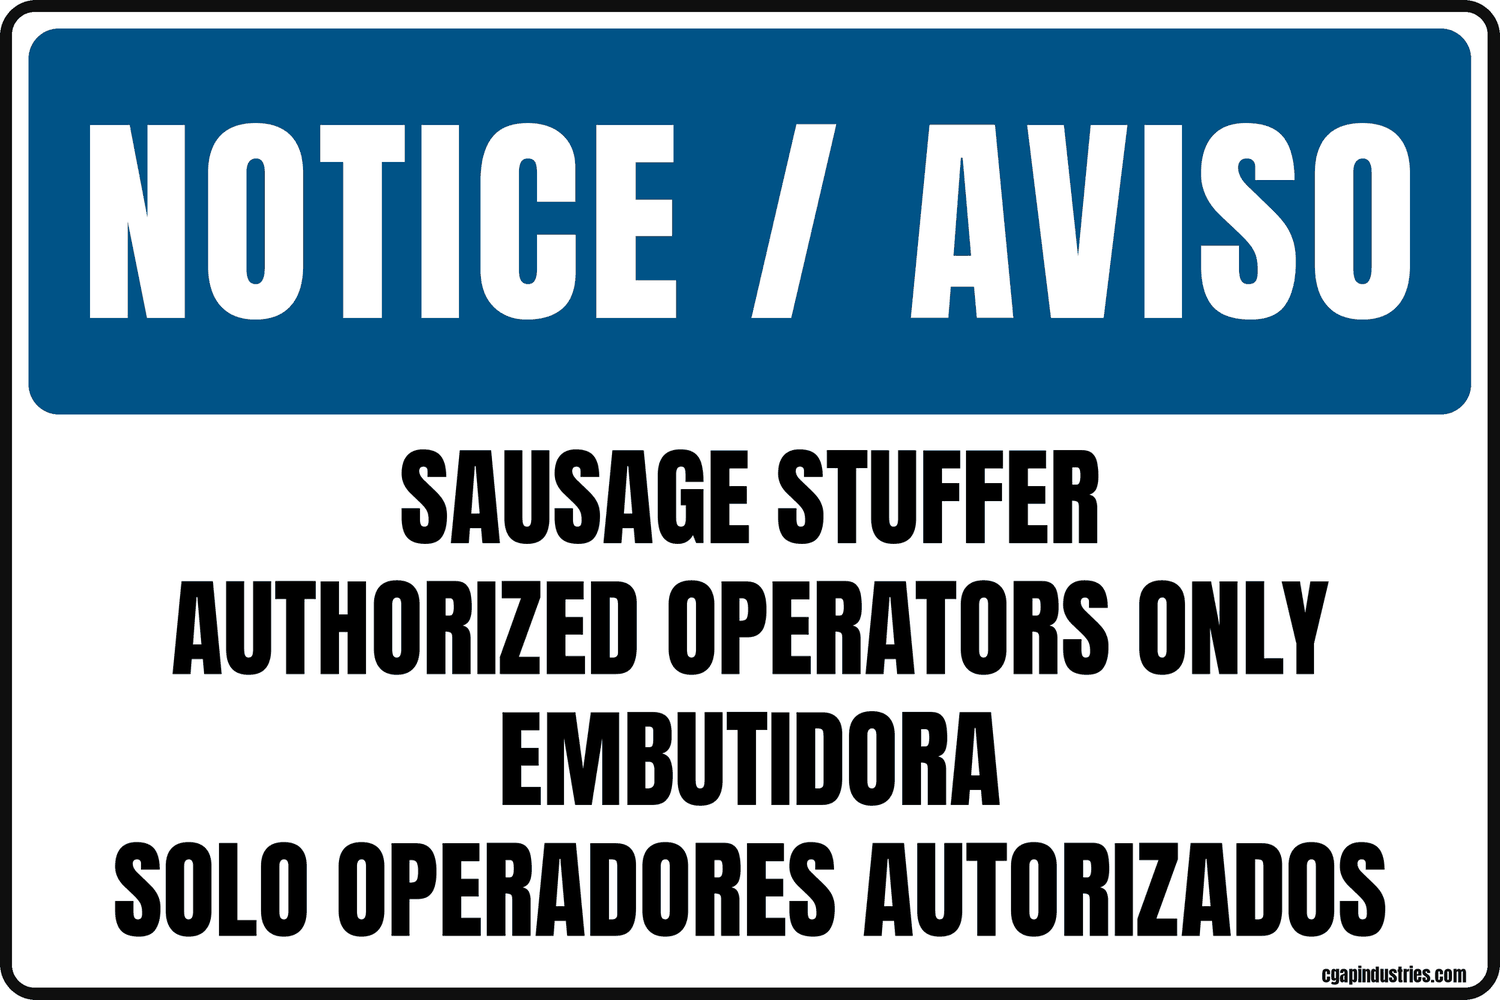 NOTICE / AVISO
SAUSAGE STUFFER
AUTHORIZED OPERATORS ONLY
EMBUTIDORA
SOLO OPERADORES AUTORIZADOS
cgapindustries.com